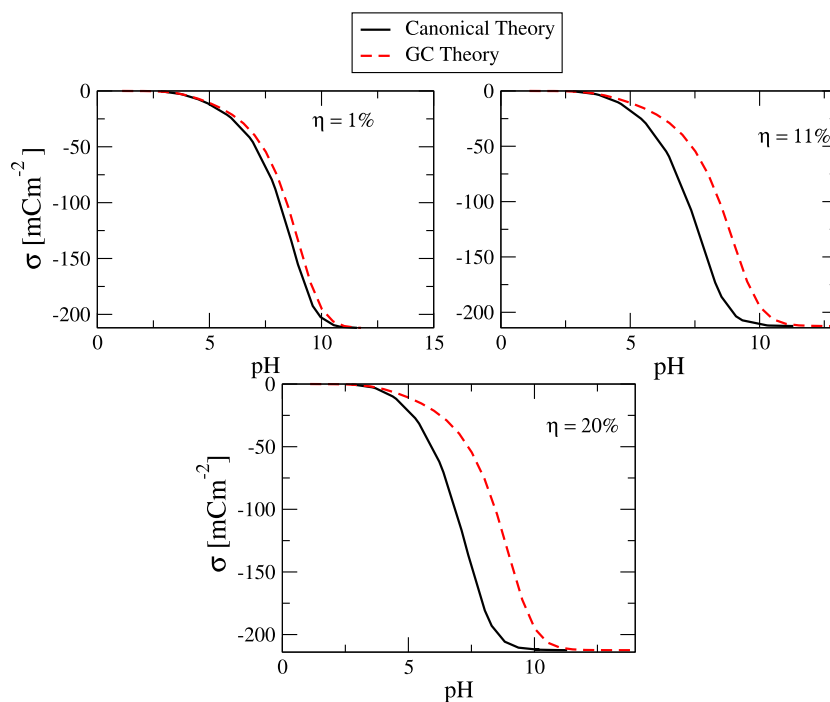 Canonical Theory
GC Theory
0
-50
-100
-150
-200
σ [mCm-2]
η = 1%
0 5 10 15
pH
0
-50
-100
-150
-200
η = 11%
0 5 10
pH
0
-50
-100
-150
-200
σ [mCm-2]
η = 20%
0 5 10
pH